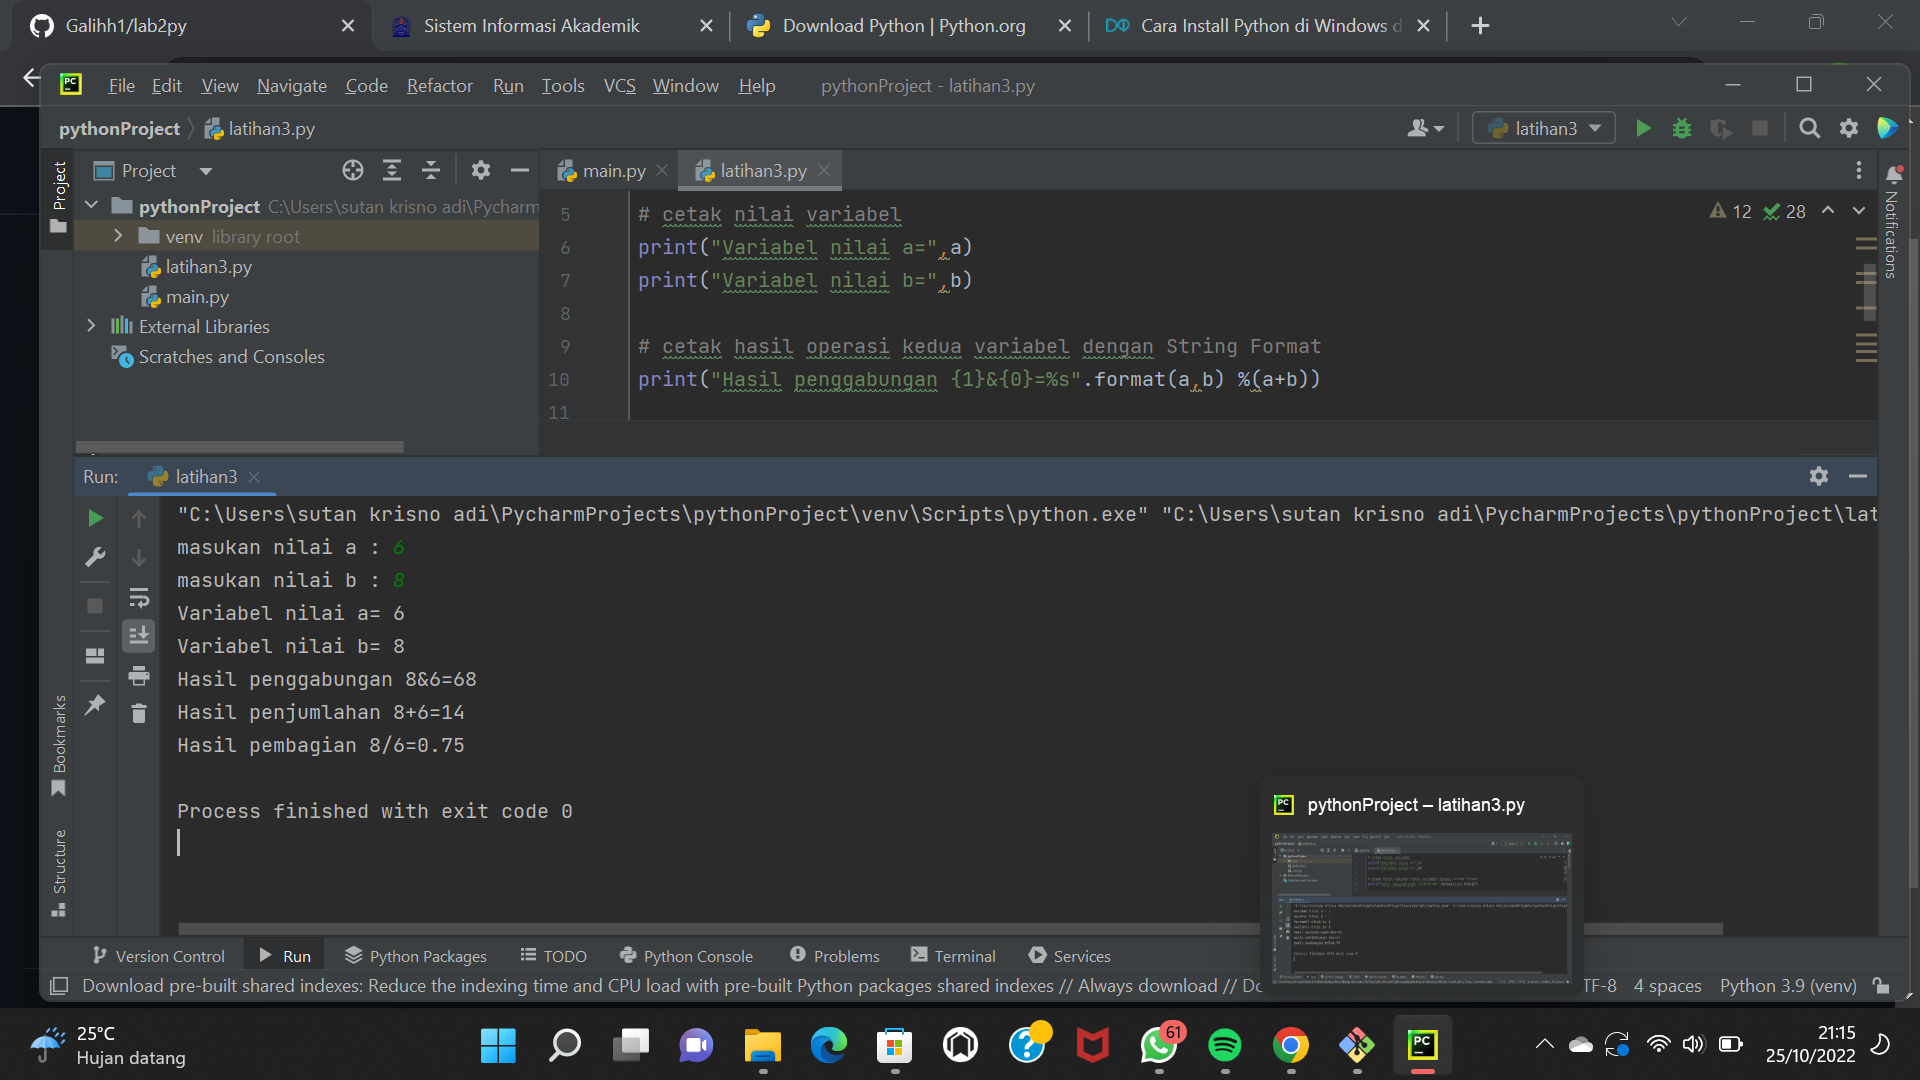 Galihh1/lab2py
Sistem Informasi Akademik
Download Python | Python.org
Cara Install Python di Windows d
File Edit View Navigate Code Refactor Run Tools VCS Window Help
pythonProject - latihan3.py
pythonProject
latihan3.py
latihan3
Project
Project
main.py
latihan3.py
Notifications
pythonProject C:\Users\sutan krisno adi\Pycharm
venv library root
latihan3.py
main.py
External Libraries
Scratches and Consoles
12 28
5 # cetak nilai variabel
6 print("Variabel nilai a=",a)
7 print("Variabel nilai b=",b)
8
9 # cetak hasil operasi kedua variabel dengan String Format
10 print("Hasil penggabungan {1}&{0}=%s".format(a,b) %(a+b))
11
Run: latihan3
"C:\Users\sutan krisno adi\PycharmProjects\pythonProject\venv\Scripts\python.exe" "C:\Users\sutan krisno adi\PycharmProjects\pythonProject\lat
masukan nilai a : 6
masukan nilai b : 8
Variabel nilai a= 6
Variabel nilai b= 8
Hasil penggabungan 8&6=68
Hasil penjumlahan 8+6=14
Hasil pembagian 8/6=0.75
Process finished with exit code 0
Bookmarks
Structure
PC pythonProject – latihan3.py
Version Control Run Python Packages TODO Python Console Problems Terminal Services
Download pre-built shared indexes: Reduce the indexing time and CPU load with pre-built Python packages shared indexes // Always download // Do
TF-8 4 spaces Python 3.9 (venv)
25°C
Hujan datang
61
PC
21:15
25/10/2022